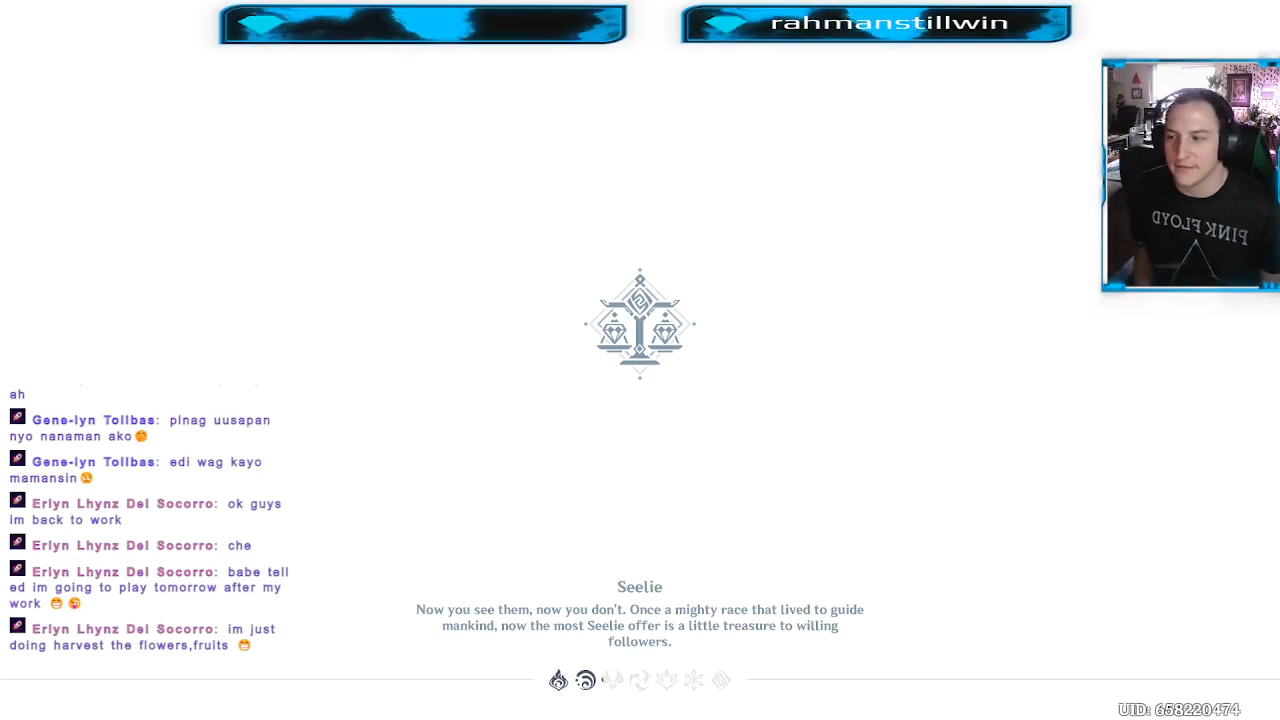 rahmanstillwin
PINK FLOYD
ah
Gene-lyn Tollbas: pinag uusapan
nyo nanaman ako🤭
Gene-lyn Tollbas: edi wag kayo
mamansin
Erlyn Lhynz Del Socorro: ok guys
im back to work
Erlyn Lhynz Del Socorro: che
Erlyn Lhynz Del Socorro: babe tell
ed im going to play tomorrow after my
work 😁 😜
Erlyn Lhynz Del Socorro: im just
doing harvest the flowers,fruits 😁
Seelie
Now you see them, now you don't. Once a mighty race that lived to guide
mankind, now the most Seelie offer is a little treasure to willing
followers.
UID: 658220474